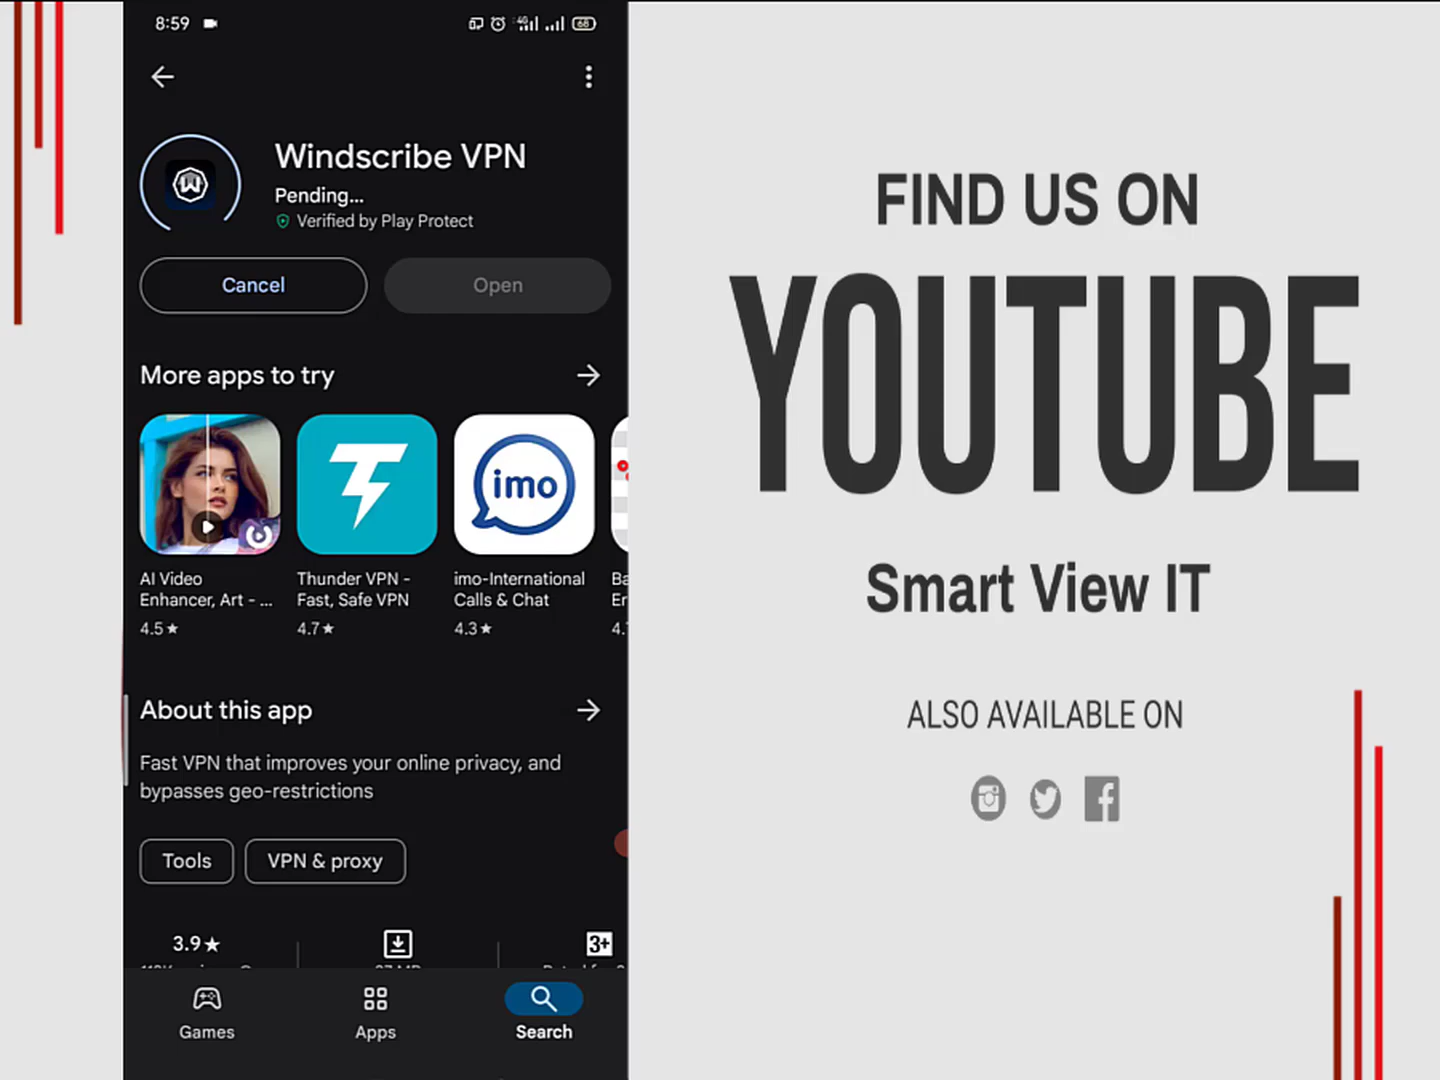 8:59
4G
68
Windscribe VPN
Pending...
Verified by Play Protect
Cancel
Open
More apps to try
imo
AI Video
Enhancer, Art - ...
4.5★
Thunder VPN -
Fast, Safe VPN
4.7★
imo-International
Calls & Chat
4.3★
About this app
Fast VPN that improves your online privacy, and
bypasses geo-restrictions
Tools
VPN & proxy
3.9★
3+
Games
Apps
Search
FIND US ON
YOUTUBE
Smart View IT
ALSO AVAILABLE ON